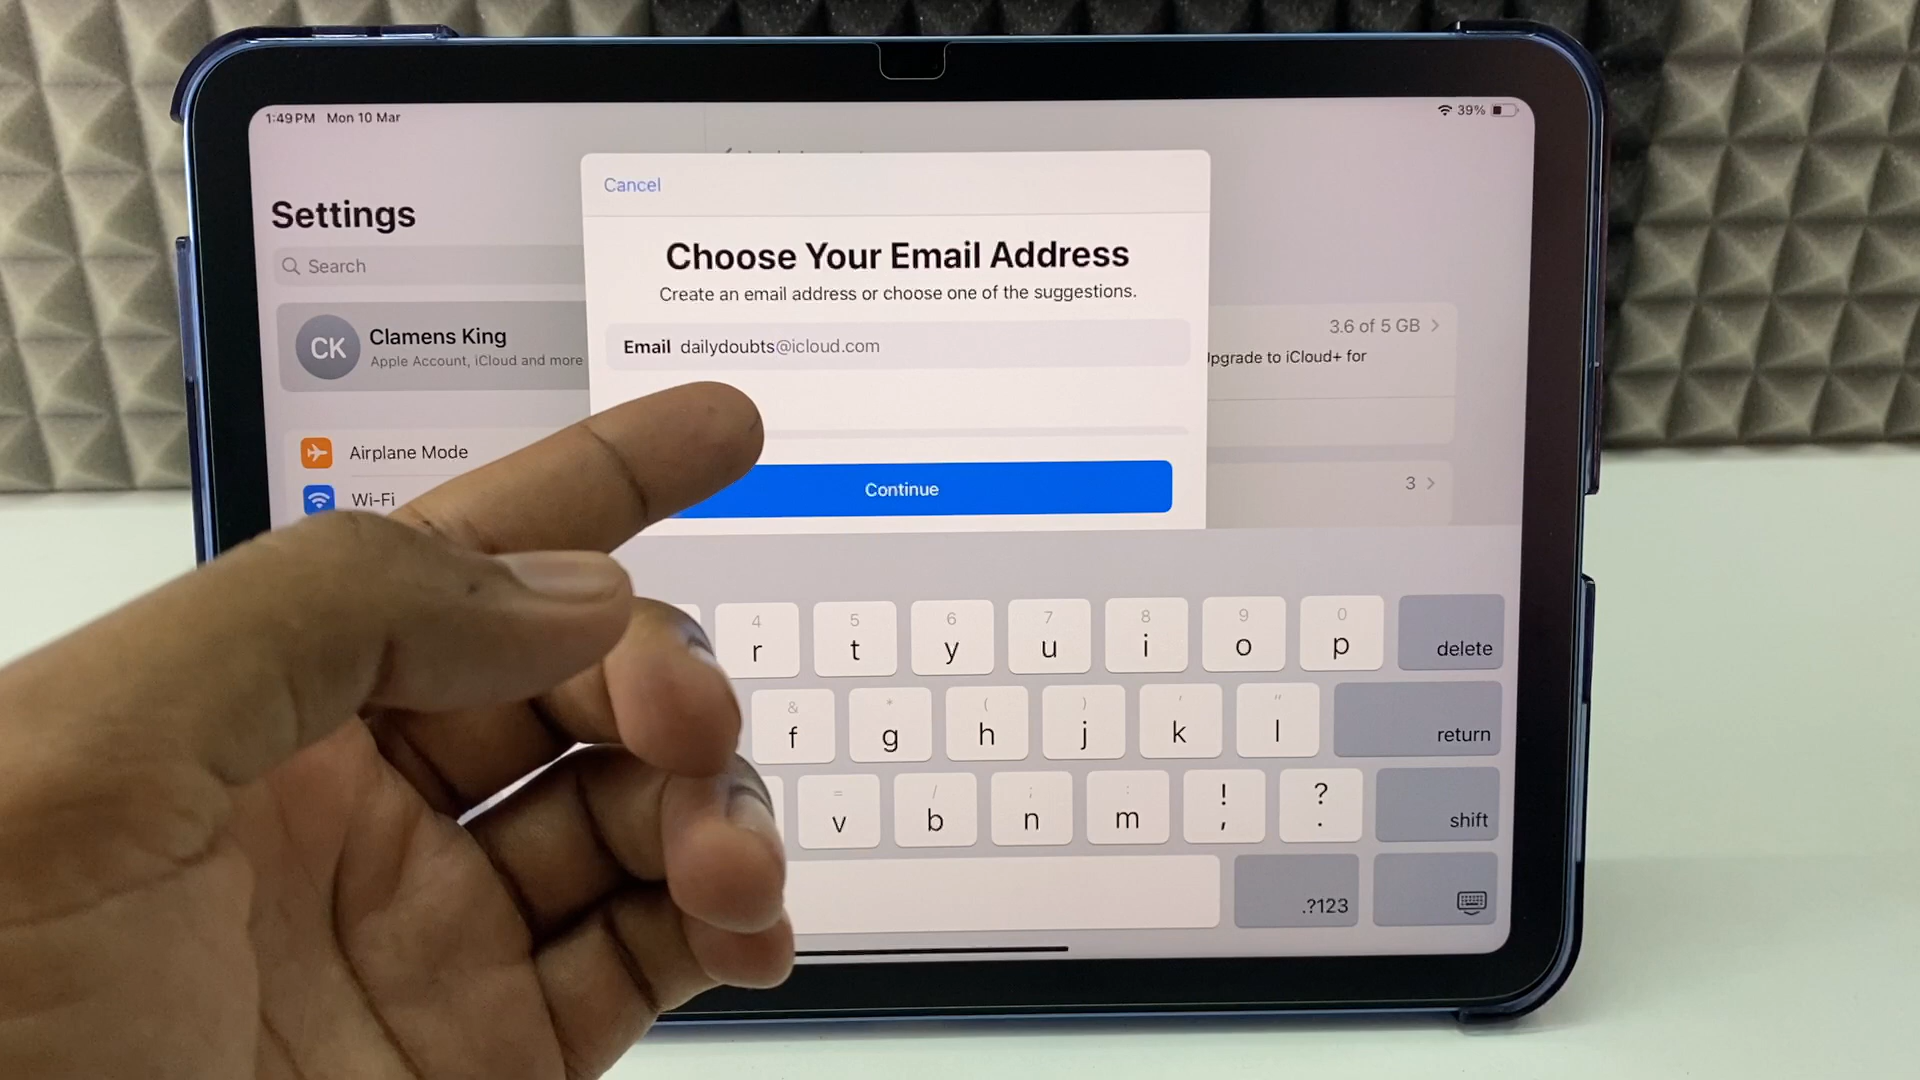 1:49 PM Mon 10 Mar
39%
Settings
Search
CK
Clamens King
Apple Account, iCloud and more
Airplane Mode
Wi-Fi
Cancel
Choose Your Email Address
Create an email address or choose one of the suggestions.
Email dailydoubts@icloud.com
Continue
3.6 of 5 GB
Upgrade to iCloud+ for
3
4 5 6 7 8 9 0
r t y u i o p delete
& * ( ) ' "
f g h j k l return
= / ; : ! ?
v b n m , . shift
.?123